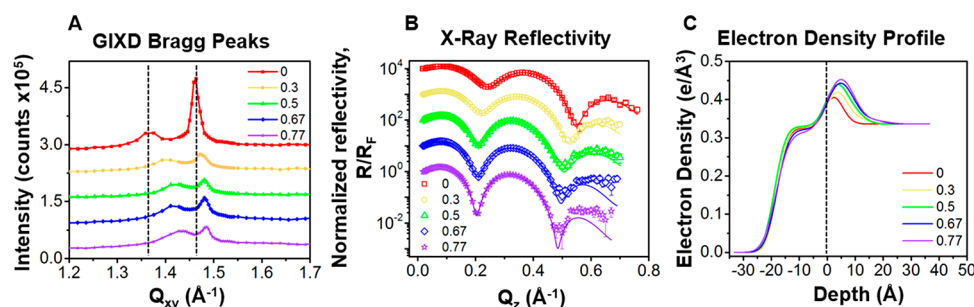 A
GIXD Bragg Peaks
Intensity (counts x10⁵)
4.5
3.0
1.5
0.0
0
0.3
0.5
0.67
0.77
1.2 1.3 1.4 1.5 1.6 1.7
Qxy (Å⁻¹)
B
X-Ray Reflectivity
Normalized reflectivity,
R/RF
10⁴
10²
10⁰
10⁻²
0
0.3
0.5
0.67
0.77
0.0 0.2 0.4 0.6 0.8
Qz (Å⁻¹)
C
Electron Density Profile
Electron Density (e/Å³)
0.5
0.4
0.3
0.2
0.1
0.0
0
0.3
0.5
0.67
0.77
-30 -20 -10 0 10 20 30 40 50
Depth (Å)